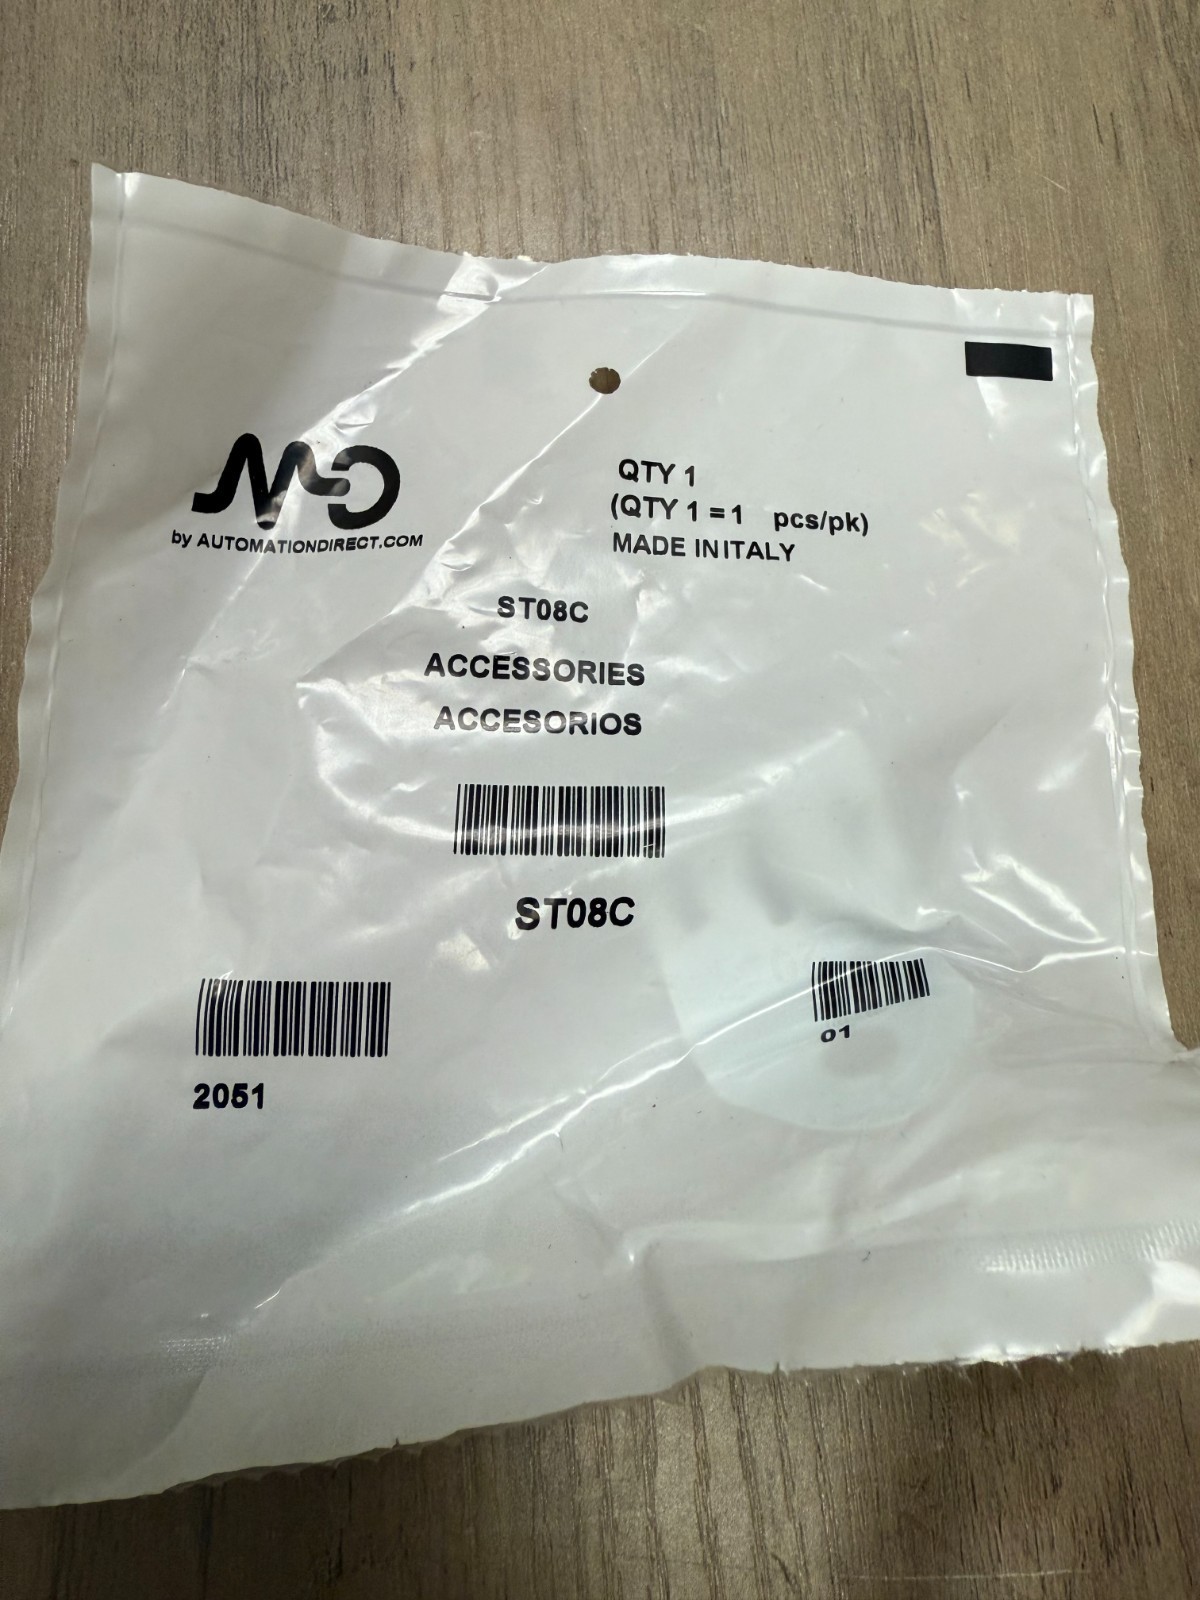 MD
by AUTOMATIONDIRECT.COM
QTY 1
(QTY 1 = 1 pcs/pk)
MADE IN ITALY
ST08C
ACCESSORIES
ACCESORIOS
ST08C
2051
01